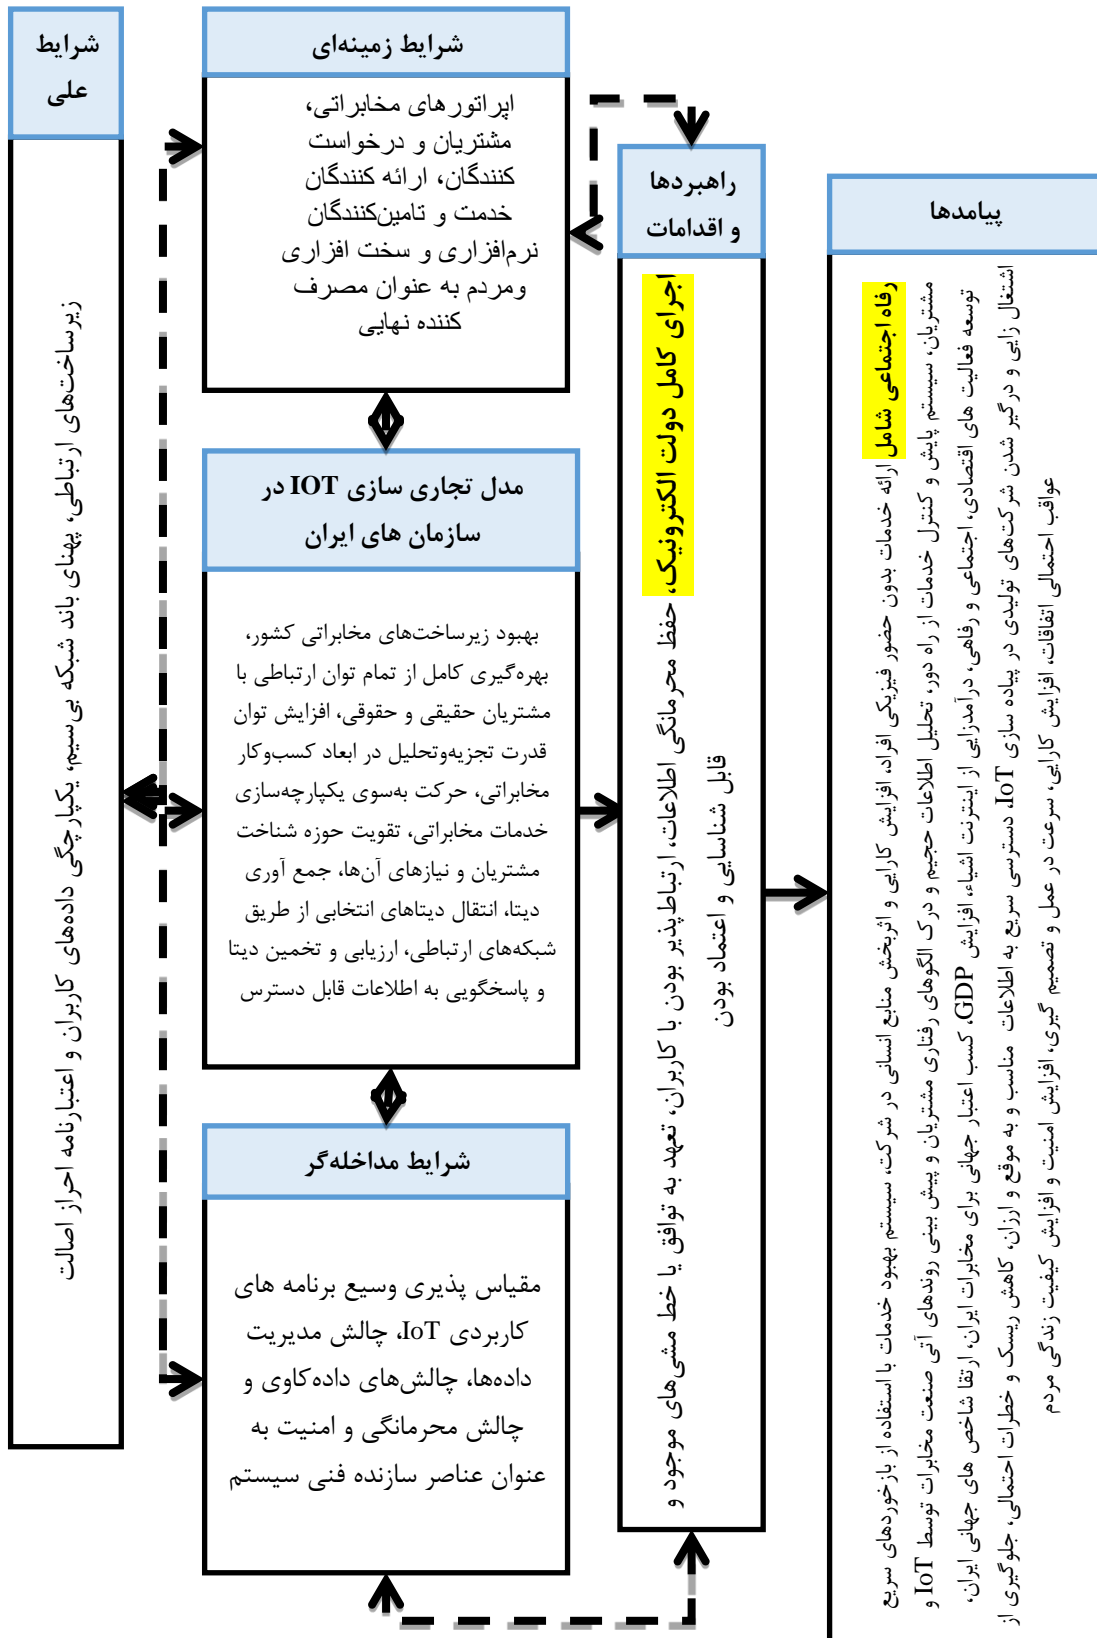 شرایط
علی
زیرساخت‌های ارتباطی، پهنای باند شبکه بی‌سیم، یکپارچگی داده‌های کاربران و اعتبارنامه احراز اصالت
شرایط زمینه‌ای
اپراتورهای مخابراتی،
مشتریان و درخواست
کنندگان، ارائه کنندگان
خدمت و تامین‌کنندگان
نرم‌افزاری و سخت افزاری
ومردم به عنوان مصرف
کننده نهایی
مدل تجاری سازی IOT در
سازمان های ایران
بهبود زیرساخت‌های مخابراتی کشور،
بهره‌گیری کامل از تمام توان ارتباطی با
مشتریان حقیقی و حقوقی، افزایش توان
قدرت تجزیه‌وتحلیل در ابعاد کسب‌وکار
مخابراتی، حرکت به‌سوی یکپارچه‌سازی
خدمات مخابراتی، تقویت حوزه شناخت
مشتریان و نیازهای آن‌ها، جمع آوری
دیتا، انتقال دیتاهای انتخابی از طریق
شبکه‌های ارتباطی، ارزیابی و تخمین دیتا
و پاسخگویی به اطلاعات قابل دسترس
شرایط مداخله‌گر
مقیاس پذیری وسیع برنامه های
کاربردی IoT، چالش مدیریت
داده‌ها، چالش‌های داده‌کاوی و
چالش محرمانگی و امنیت به
عنوان عناصر سازنده فنی سیستم
راهبردها
و اقدامات
اجرای کامل دولت الکترونیک، حفظ محرمانگی اطلاعات، ارتباط‌پذیر بودن با کاربران، تعهد به توافق یا خط مشی‌های موجود و
قابل شناسایی و اعتماد بودن
پیامدها
رفاه اجتماعی شامل ارائه خدمات بدون حضور فیزیکی افراد، افزایش کارایی و اثربخش منابع انسانی در شرکت، سیستم بهبود خدمات با استفاده از بازخوردهای سریع
مشتریان، سیستم پایش و کنترل خدمات از راه دور، تحلیل اطلاعات حجیم و درک الگوهای رفتاری مشتریان و پیش بینی روندهای آتی صنعت مخابرات توسط IoT و
توسعه فعالیت های اقتصادی، اجتماعی و رفاهی، درآمدزایی از اینترنت اشیاء، افزایش GDP، کسب اعتبار جهانی برای مخابرات ایران، ارتقا شاخص های جهانی ایران،
اشتغال زایی و درگیر شدن شرکت‌های تولیدی در پیاده سازی IoT، دسترسی سریع به اطلاعات مناسب و به موقع و ارزان، کاهش ریسک و خطرات احتمالی، جلوگیری از
عواقب احتمالی اتفاقات، افزایش کارایی، سرعت در عمل و تصمیم گیری، افزایش امنیت و افزایش کیفیت زندگی مردم